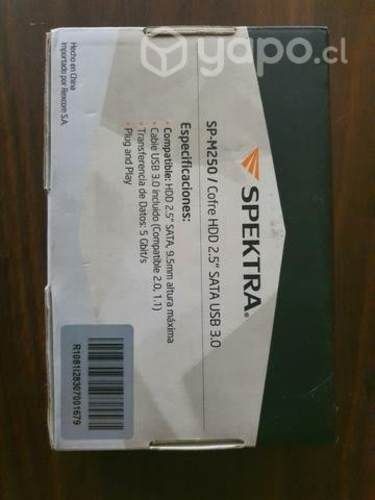 yapo.cl
SPEKTRA®
SP-M250 / Cofre HDD 2.5" SATA USB 3.0
Especificaciones:
• Compatible: HDD 2.5" SATA, 9.5mm altura máxima
• Cable USB 3.0 incluido (Compatible 2.0, 1.1)
• Transferencia de Datos: 5 Gbit/s
• Plug and Play
Hecho en China
Importado por Rexcom S.A.
R1081I28307001679